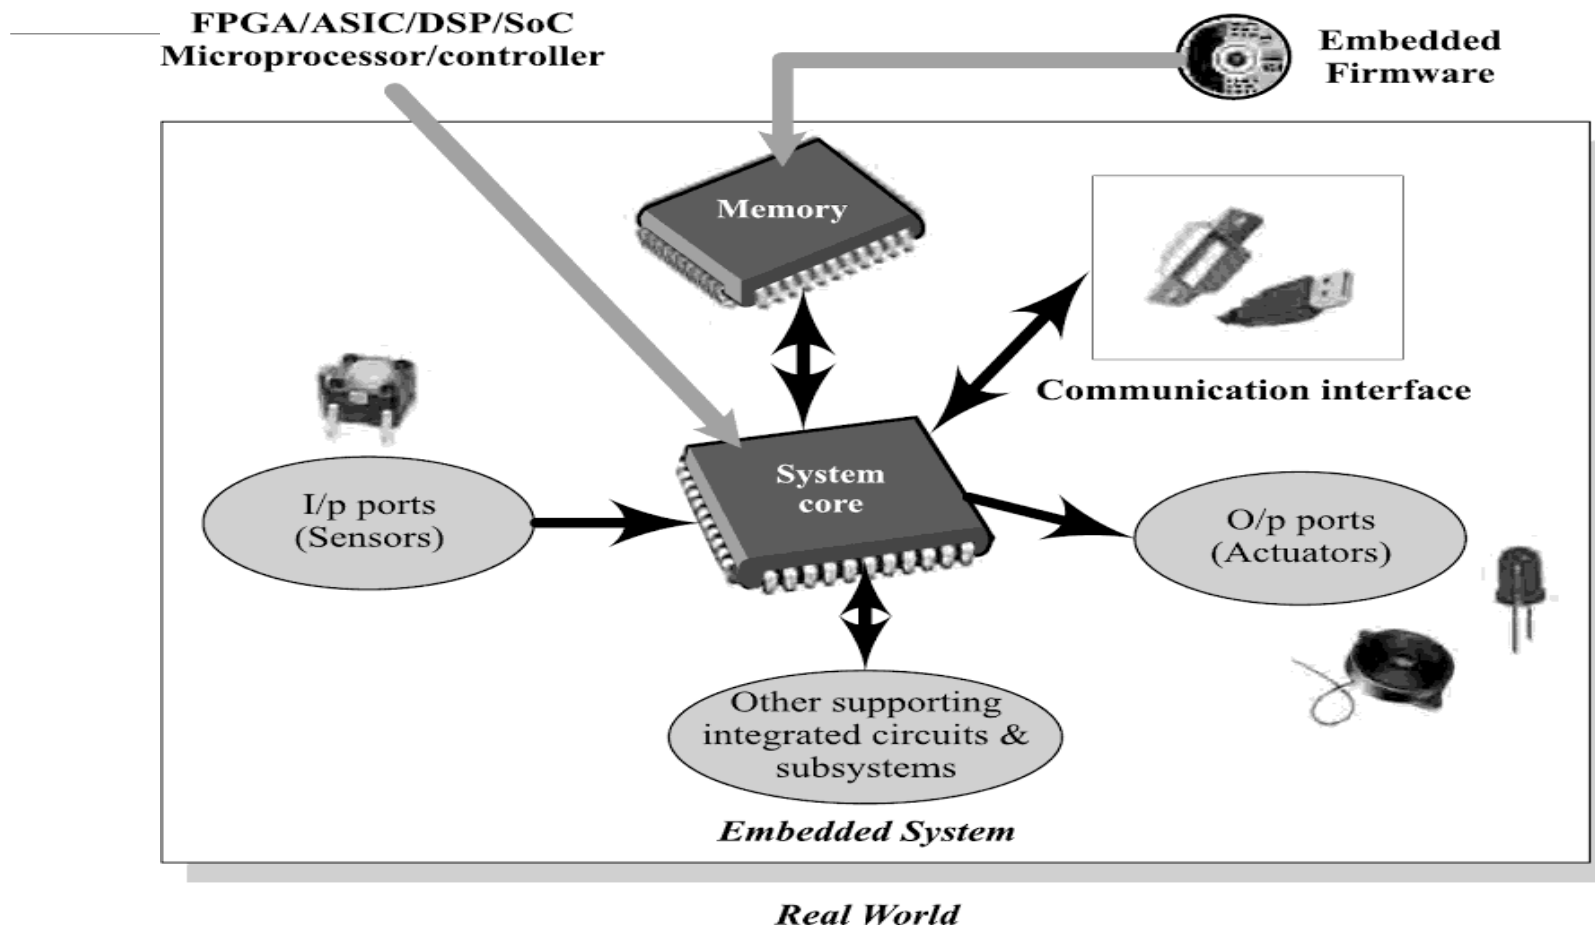 FPGA/ASIC/DSP/SoC
Microprocessor/controller
Embedded
Firmware
Memory
Communication interface
System
core
I/p ports
(Sensors)
O/p ports
(Actuators)
Other supporting
integrated circuits &
subsystems
Embedded System
Real World